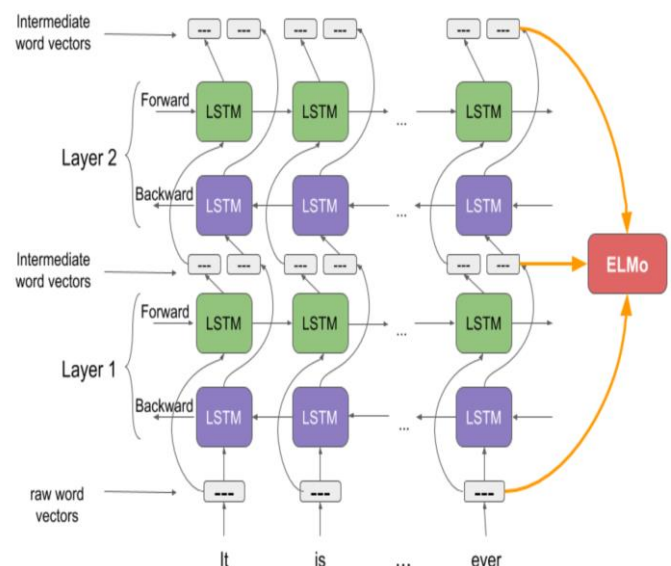 Intermediate
word vectors
--- --- --- --- --- ---
Forward
LSTM LSTM ... LSTM
Layer 2
Backward
LSTM LSTM ... LSTM
Intermediate
word vectors
--- --- --- --- --- ---
ELMo
Forward
LSTM LSTM ... LSTM
Layer 1
Backward
LSTM LSTM ... LSTM
raw word
vectors
--- --- ---
It is ... ever